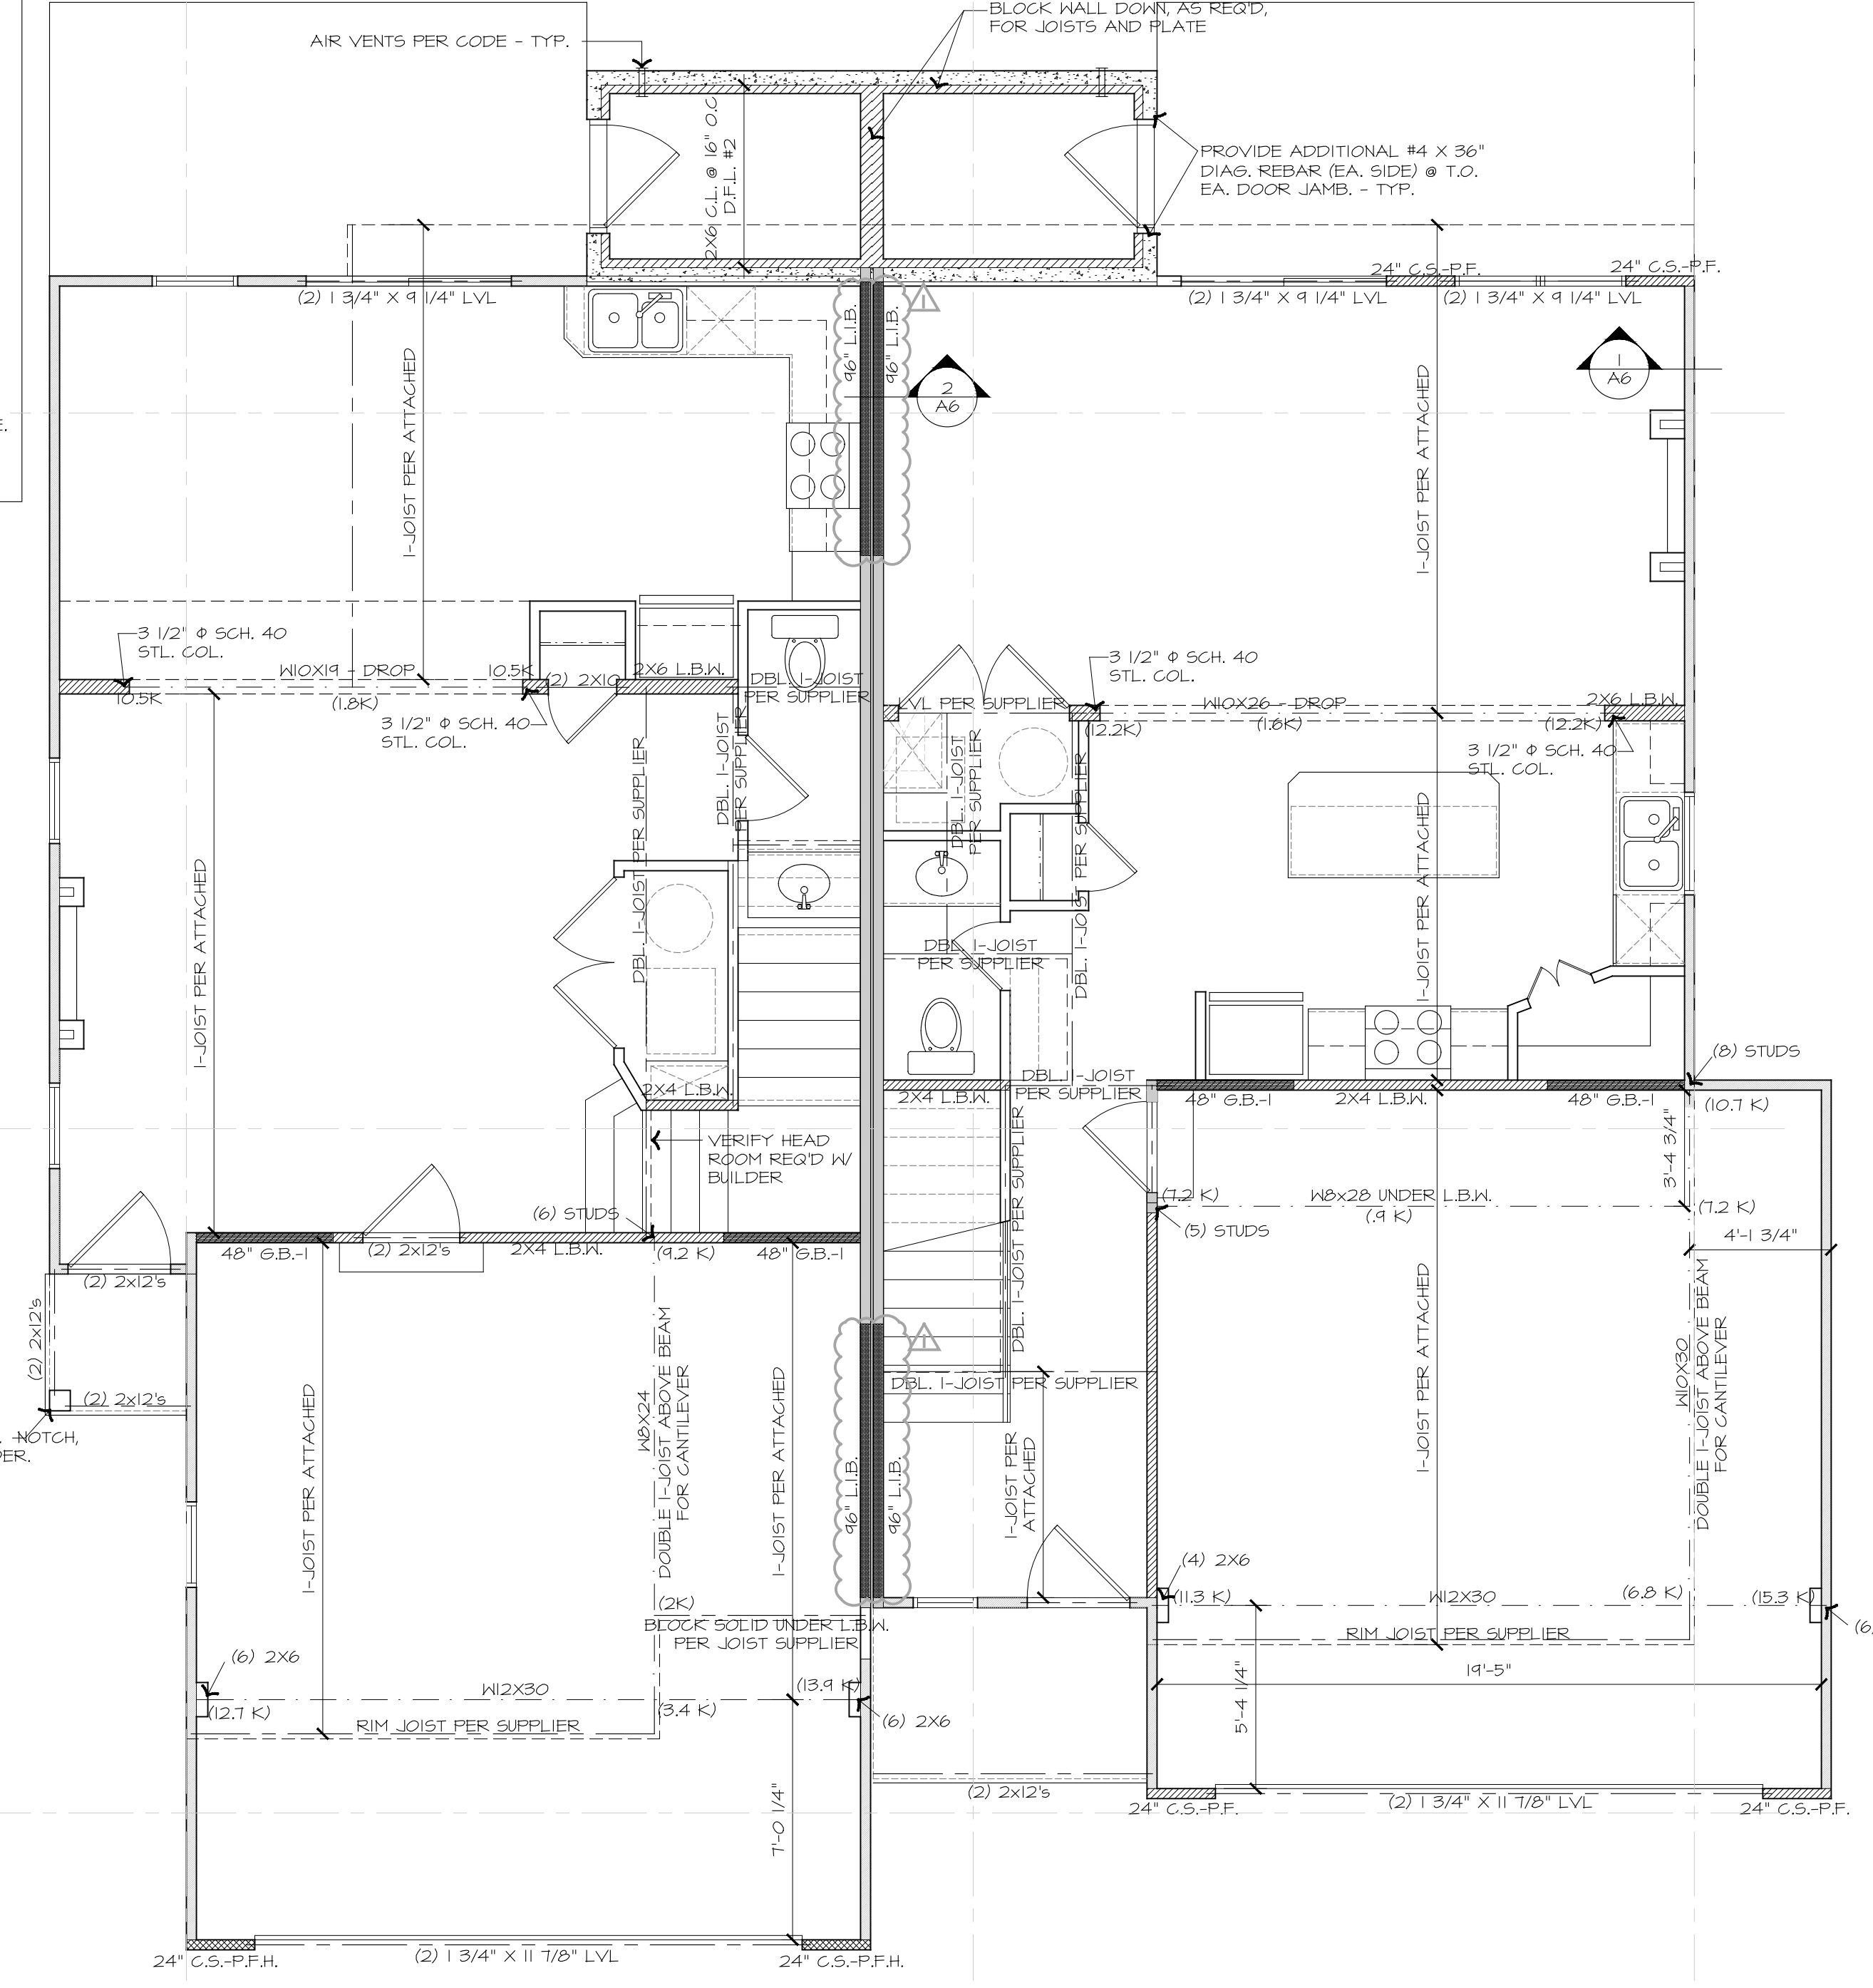 BLOCK WALL DOWN, AS REQ'D,
FOR JOISTS AND PLATE
AIR VENTS PER CODE - TYP.
2X6 C.L. @ 16" O.C.
D.F.L. #2
PROVIDE ADDITIONAL #4 X 36"
DIAG. REBAR (EA. SIDE) @ T.O.
EA. DOOR JAMB. - TYP.
24" C.S.-P.F.
24" C.S.-P.F.
(2) 1 3/4" X 9 1/4" LVL
(2) 1 3/4" X 9 1/4" LVL
(2) 1 3/4" X 9 1/4" LVL
96" L.I.B.
96" L.I.B.
1
2
A6
1
A6
I-JOIST PER ATTACHED
I-JOIST PER ATTACHED
E.
3 1/2" Φ SCH. 40
STL. COL.
W10X19 - DROP
10.5K
10.5K
(1.8K)
(2) 2X10
2X6 L.B.W.
3 1/2" Φ SCH. 40
STL. COL.
DBL. I-JOIST
PER SUPPLIER
LVL PER SUPPLIER
3 1/2" Φ SCH. 40
STL. COL.
W10X26 - DROP
(12.2K)
(1.6K)
(12.2K)
2X6 L.B.W.
3 1/2" Φ SCH. 40
STL. COL.
DBL. I-JOIST PER SUPPLIER
DBL. I-JOIST
PER SUPPLIER
DBL. I-JOIST
PER SUPPLIER
DBL. I-JOIST PER SUPPLIER
I-JOIST PER ATTACHED
I-JOIST PER ATTACHED
DBL. I-JOIST
PER SUPPLIER
DBL. I-JOIST
PER SUPPLIER
2X4 L.B.W.
2X4 L.B.W.
48" G.B.-1
2X4 L.B.W.
48" G.B.-1
(8) STUDS
(10.7 K)
3'-4 3/4"
VERIFY HEAD
ROOM REQ'D W/
BUILDER
(7.2 K)
W8x28 UNDER L.B.W.
(.9 K)
(7.2 K)
(5) STUDS
4'-1 3/4"
(6) STUDS
48" G.B.-1
(2) 2x12's
2X4 L.B.W.
(9.2 K)
48" G.B.-1
(2) 2x12's
(2) 2x12's
(2) 2x12's
NOTCH,
DER.
DBL. I-JOIST PER SUPPLIER
1
DBL. I-JOIST PER SUPPLIER
I-JOIST PER ATTACHED
W8X24
DOUBLE I-JOIST ABOVE BEAM
FOR CANTILEVER
I-JOIST PER ATTACHED
96" L.I.B.
96" L.I.B.
I-JOIST PER
ATTACHED
I-JOIST PER ATTACHED
W10X30
DOUBLE I-JOIST ABOVE BEAM
FOR CANTILEVER
(4) 2X6
(11.3 K)
W12X30
(6.8 K)
(15.3 K)
(6.
RIM JOIST PER SUPPLIER
19'-5"
5'-4 1/4"
(2K)
BLOCK SOLID UNDER L.B.W.
PER JOIST SUPPLIER
(6) 2X6
(12.7 K)
W12X30
(3.4 K)
(13.9 K)
(6) 2X6
RIM JOIST PER SUPPLIER
7'-0 1/4"
(2) 2x12's
24" C.S.-P.F.
(2) 1 3/4" X 11 7/8" LVL
24" C.S.-P.F.
24" C.S.-P.F.H.
(2) 1 3/4" X 11 7/8" LVL
24" C.S.-P.F.H.